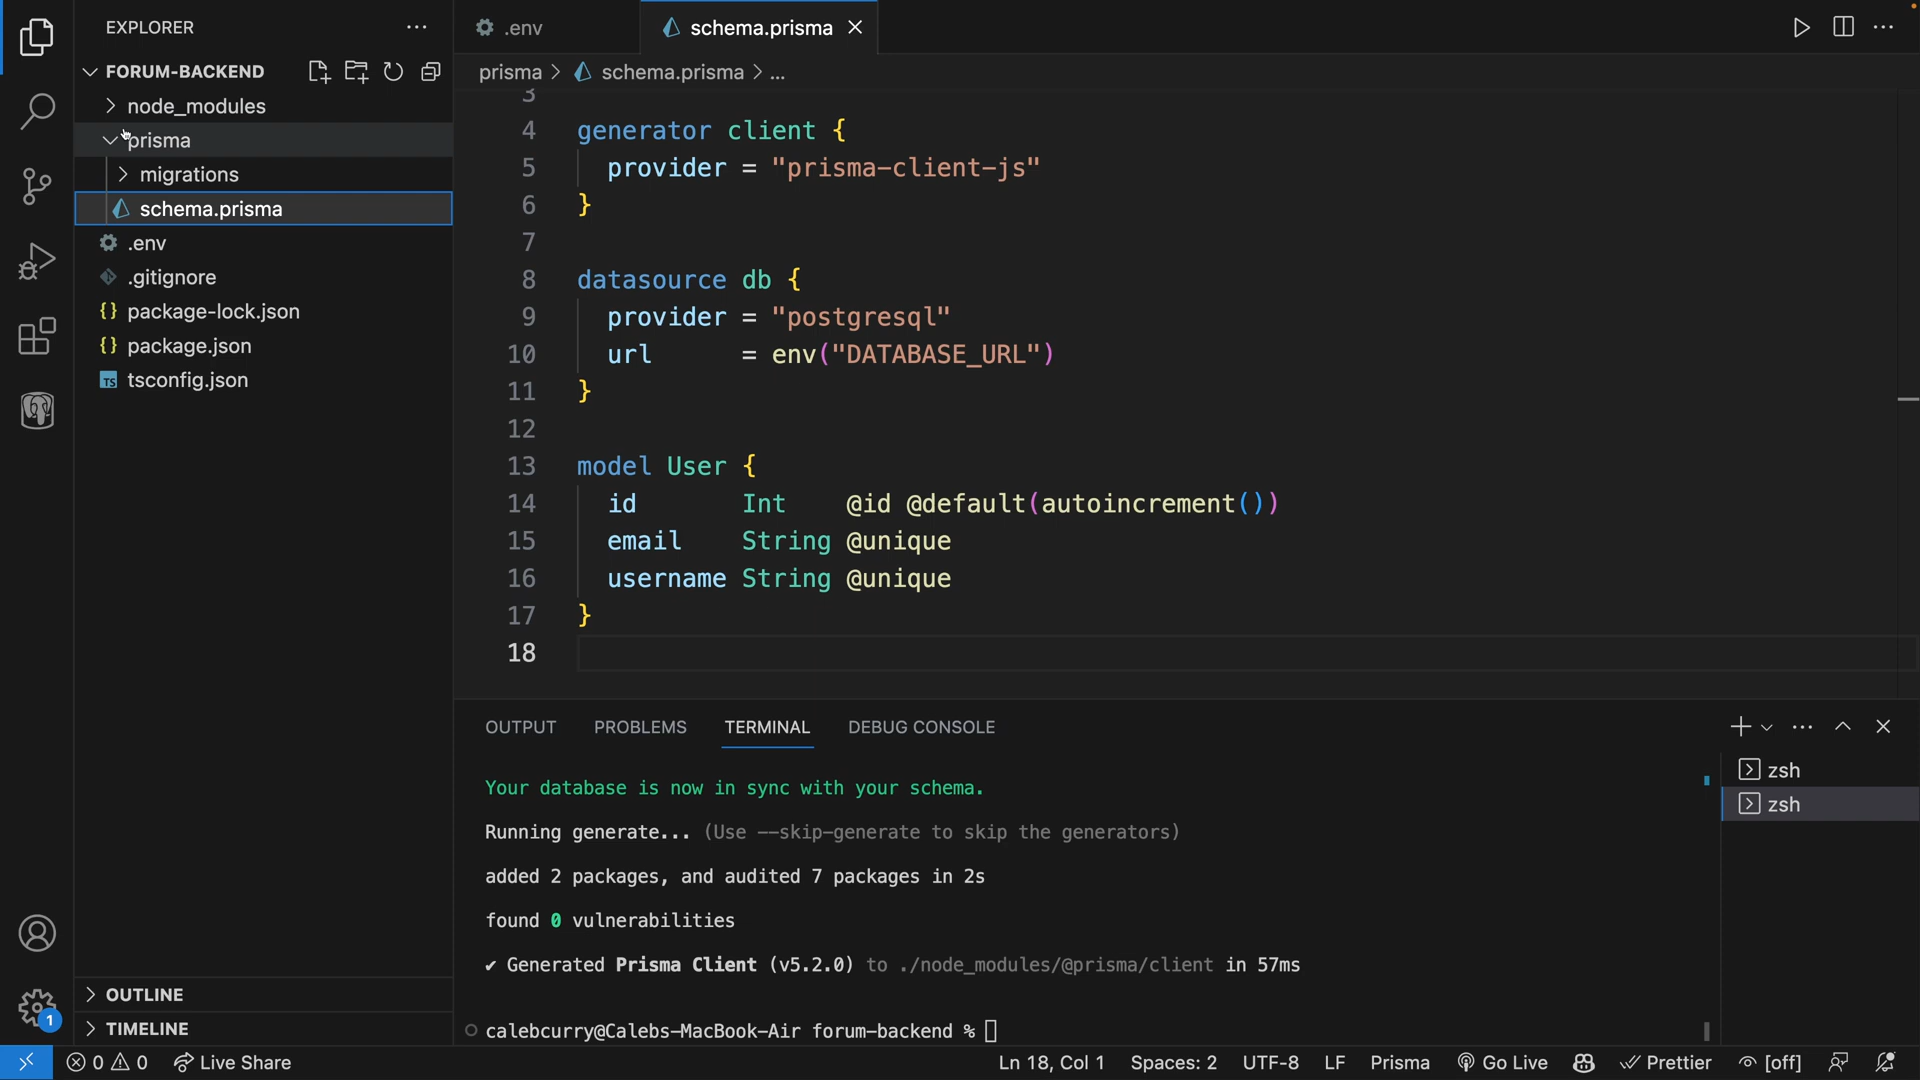 EXPLORER
FORUM-BACKEND
node_modules
prisma
migrations
schema.prisma
.env
.gitignore
package-lock.json
package.json
tsconfig.json
OUTLINE
TIMELINE
.env
schema.prisma
prisma > schema.prisma > ...
3
4 generator client {
5 provider = "prisma-client-js"
6 }
7
8 datasource db {
9 provider = "postgresql"
10 url = env("DATABASE_URL")
11 }
12
13 model User {
14 id Int @id @default(autoincrement())
15 email String @unique
16 username String @unique
17 }
18
OUTPUT PROBLEMS TERMINAL DEBUG CONSOLE
Your database is now in sync with your schema.
Running generate... (Use --skip-generate to skip the generators)
added 2 packages, and audited 7 packages in 2s
found 0 vulnerabilities
✔ Generated Prisma Client (v5.2.0) to ./node_modules/@prisma/client in 57ms
calebcurry@Calebs-MacBook-Air forum-backend %
zsh
zsh
1
0 0 Live Share Ln 18, Col 1 Spaces: 2 UTF-8 LF Prisma Go Live Prettier [off]